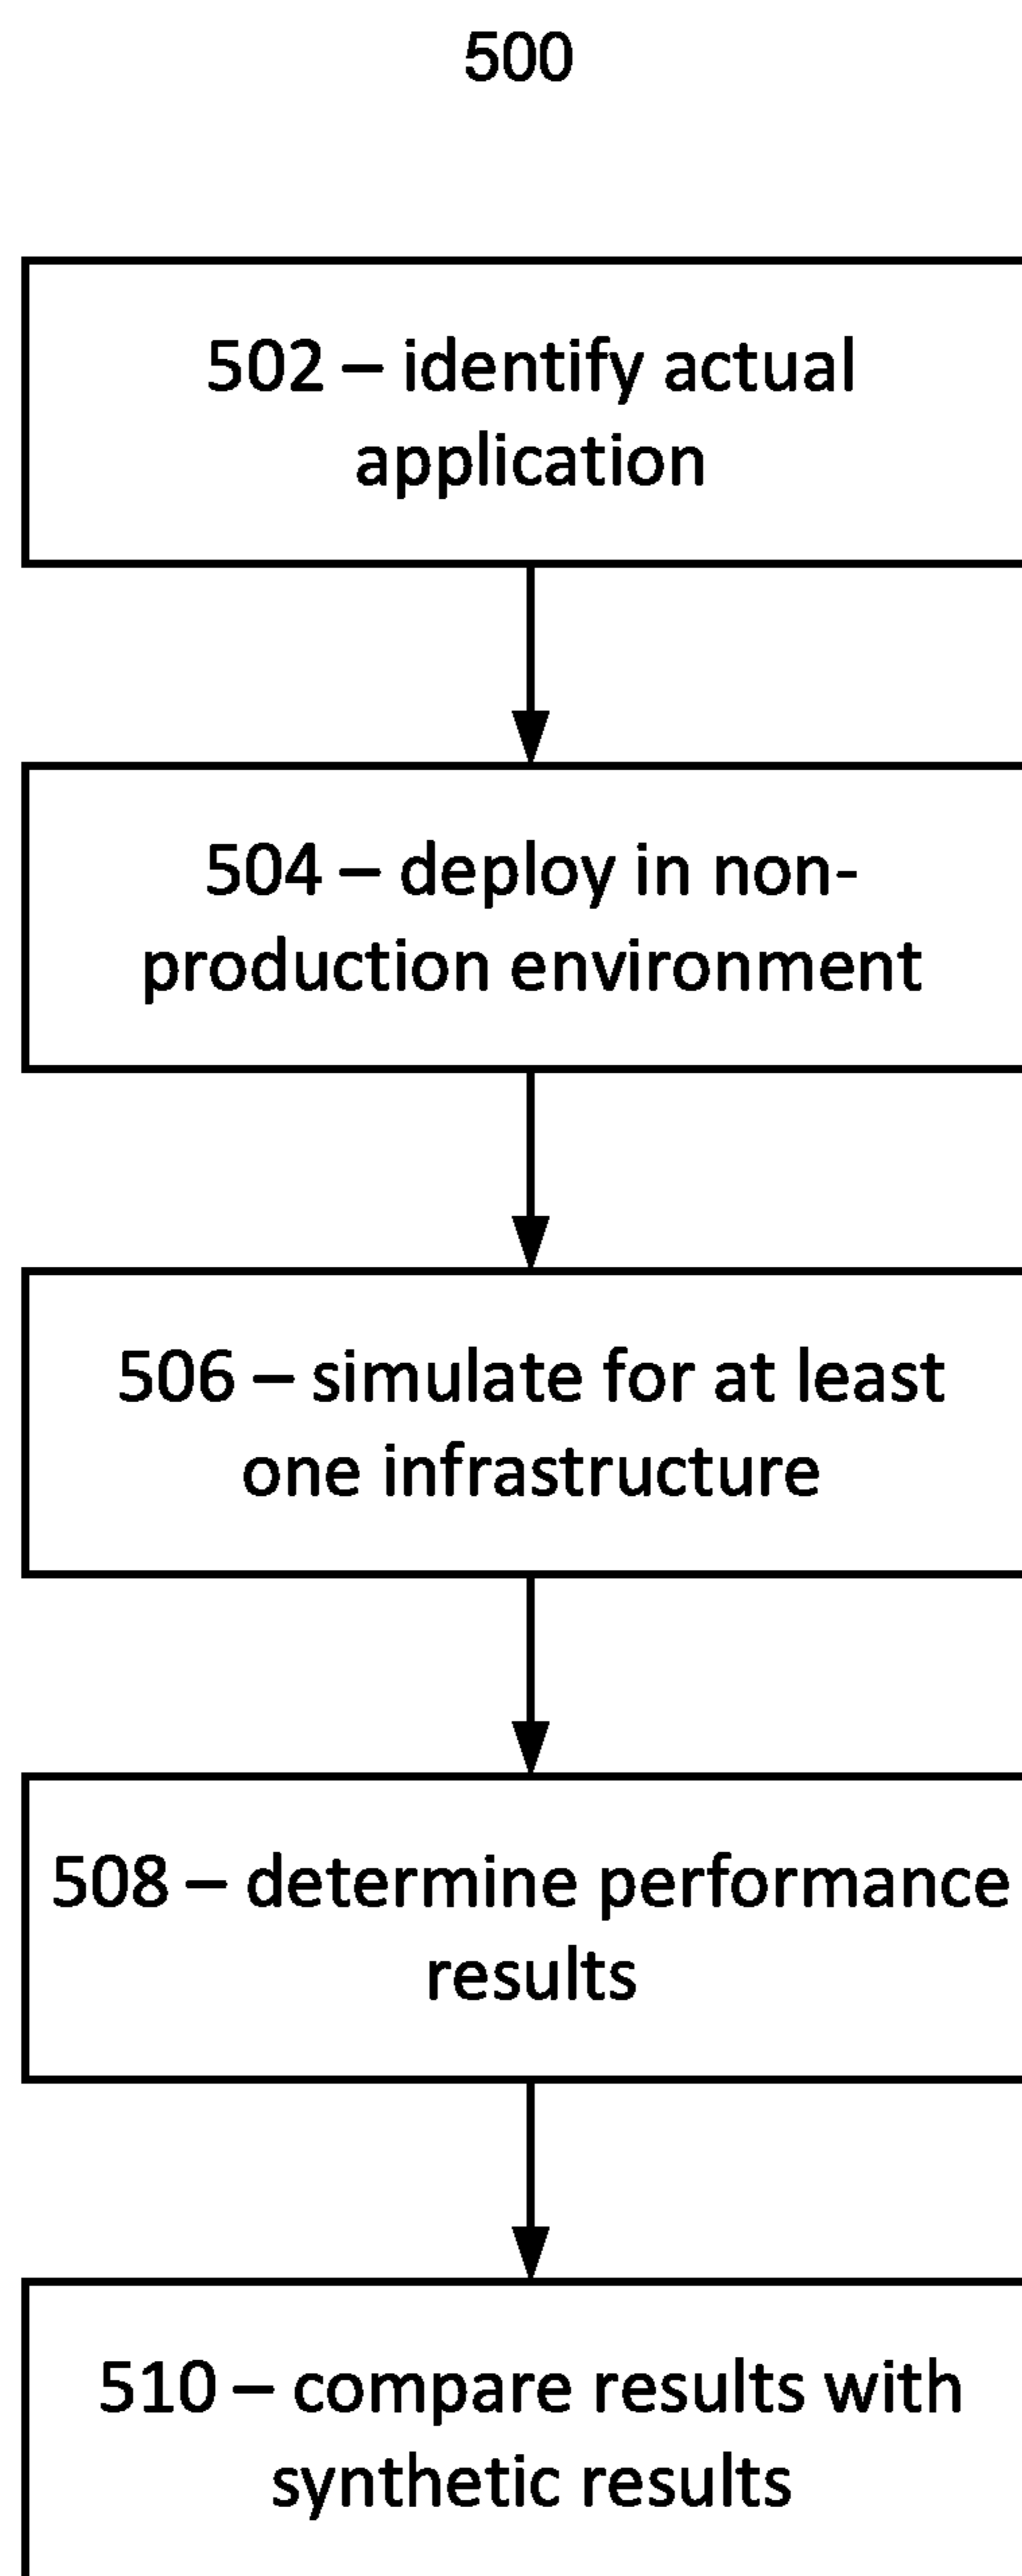 500
502 – identify actual
application
504 – deploy in non-
production environment
506 – simulate for at least
one infrastructure
508 – determine performance
results
510 – compare results with
synthetic results